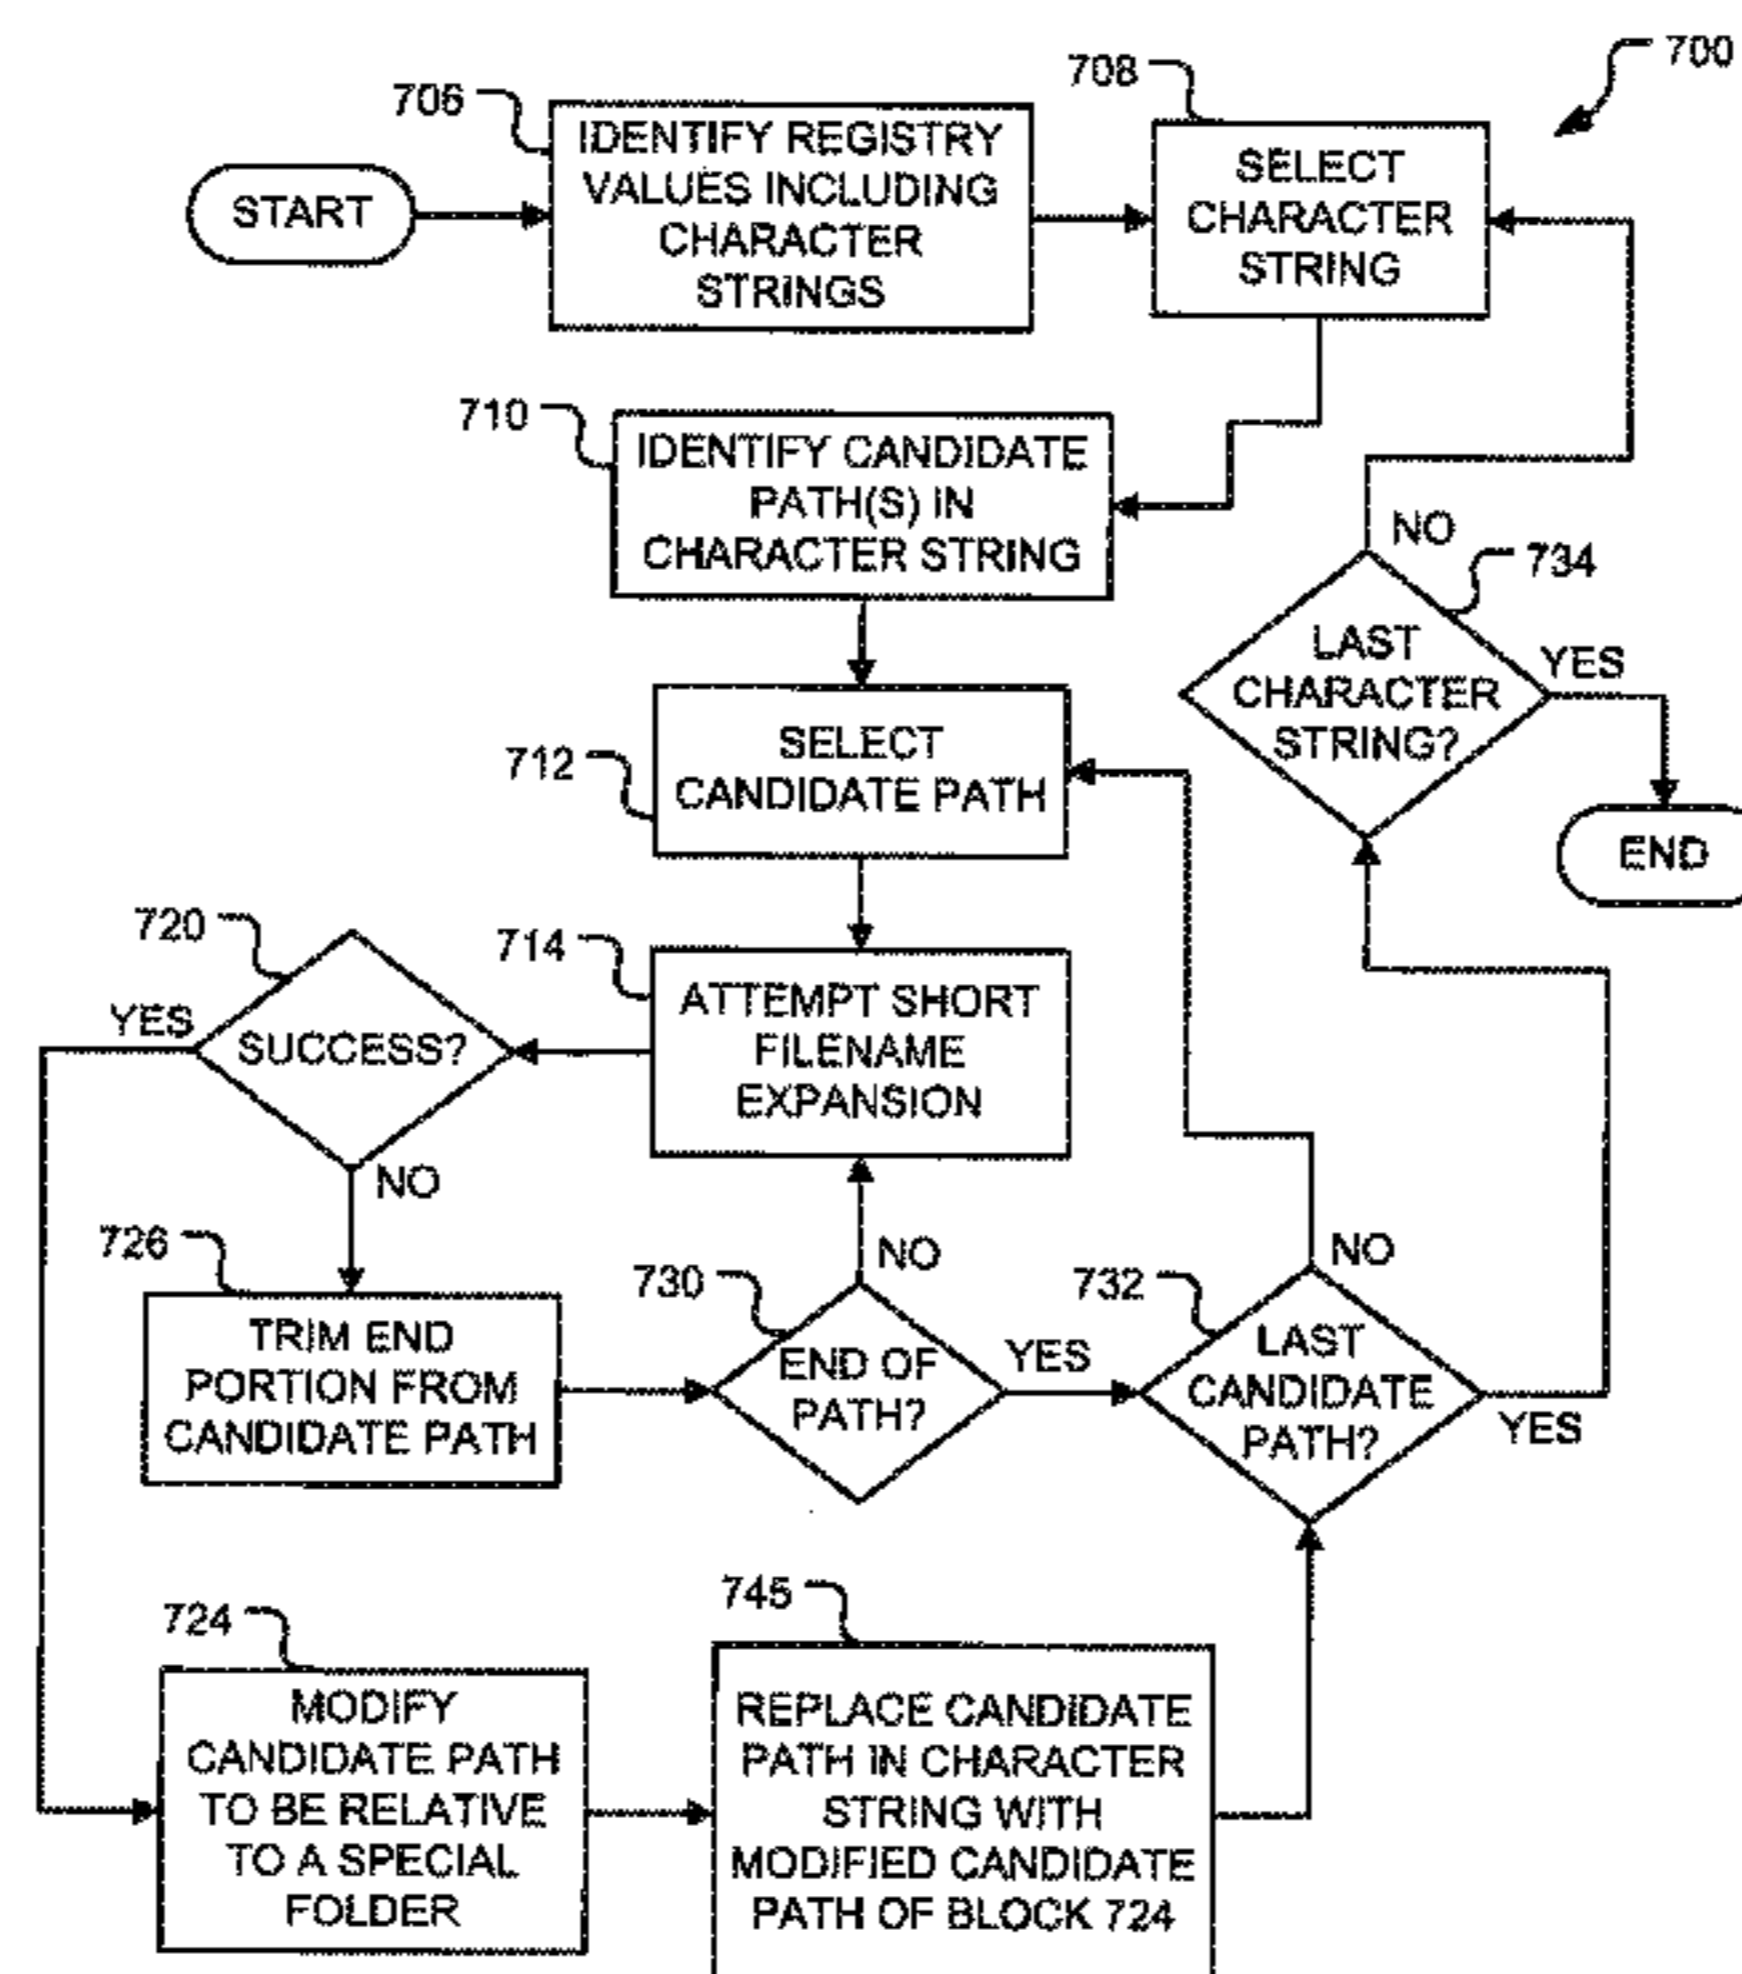 700
708
706
IDENTIFY REGISTRY
VALUES INCLUDING
CHARACTER
STRINGS
SELECT
CHARACTER
STRING
START
710
IDENTIFY CANDIDATE
PATH(S) IN
CHARACTER STRING
NO
734
LAST
CHARACTER
STRING?
YES
END
712
SELECT
CANDIDATE PATH
720
YES
SUCCESS?
NO
714
ATTEMPT SHORT
FILENAME
EXPANSION
726
TRIM END
PORTION FROM
CANDIDATE PATH
730
NO
END OF
PATH?
YES
732
NO
LAST
CANDIDATE
PATH?
YES
724
MODIFY
CANDIDATE PATH
TO BE RELATIVE
TO A SPECIAL
FOLDER
745
REPLACE CANDIDATE
PATH IN CHARACTER
STRING WITH
MODIFIED CANDIDATE
PATH OF BLOCK 724